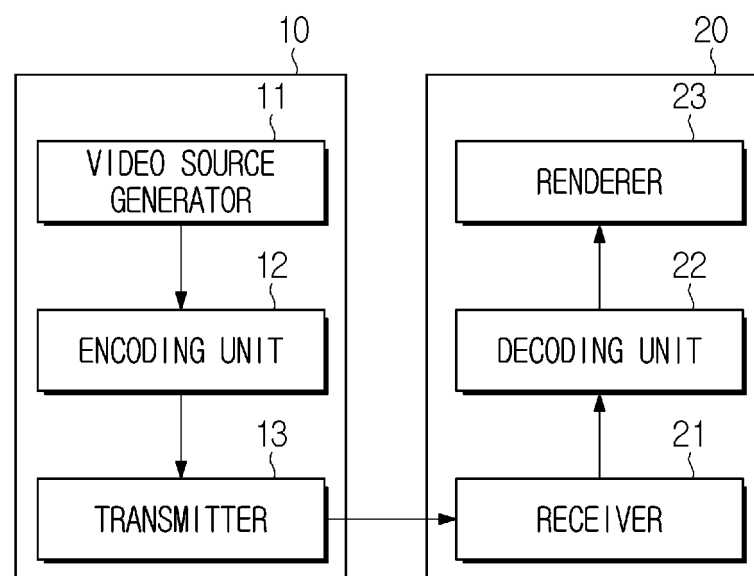 10
11
VIDEO SOURCE
GENERATOR
12
ENCODING UNIT
13
TRANSMITTER
20
23
RENDERER
22
DECODING UNIT
21
RECEIVER